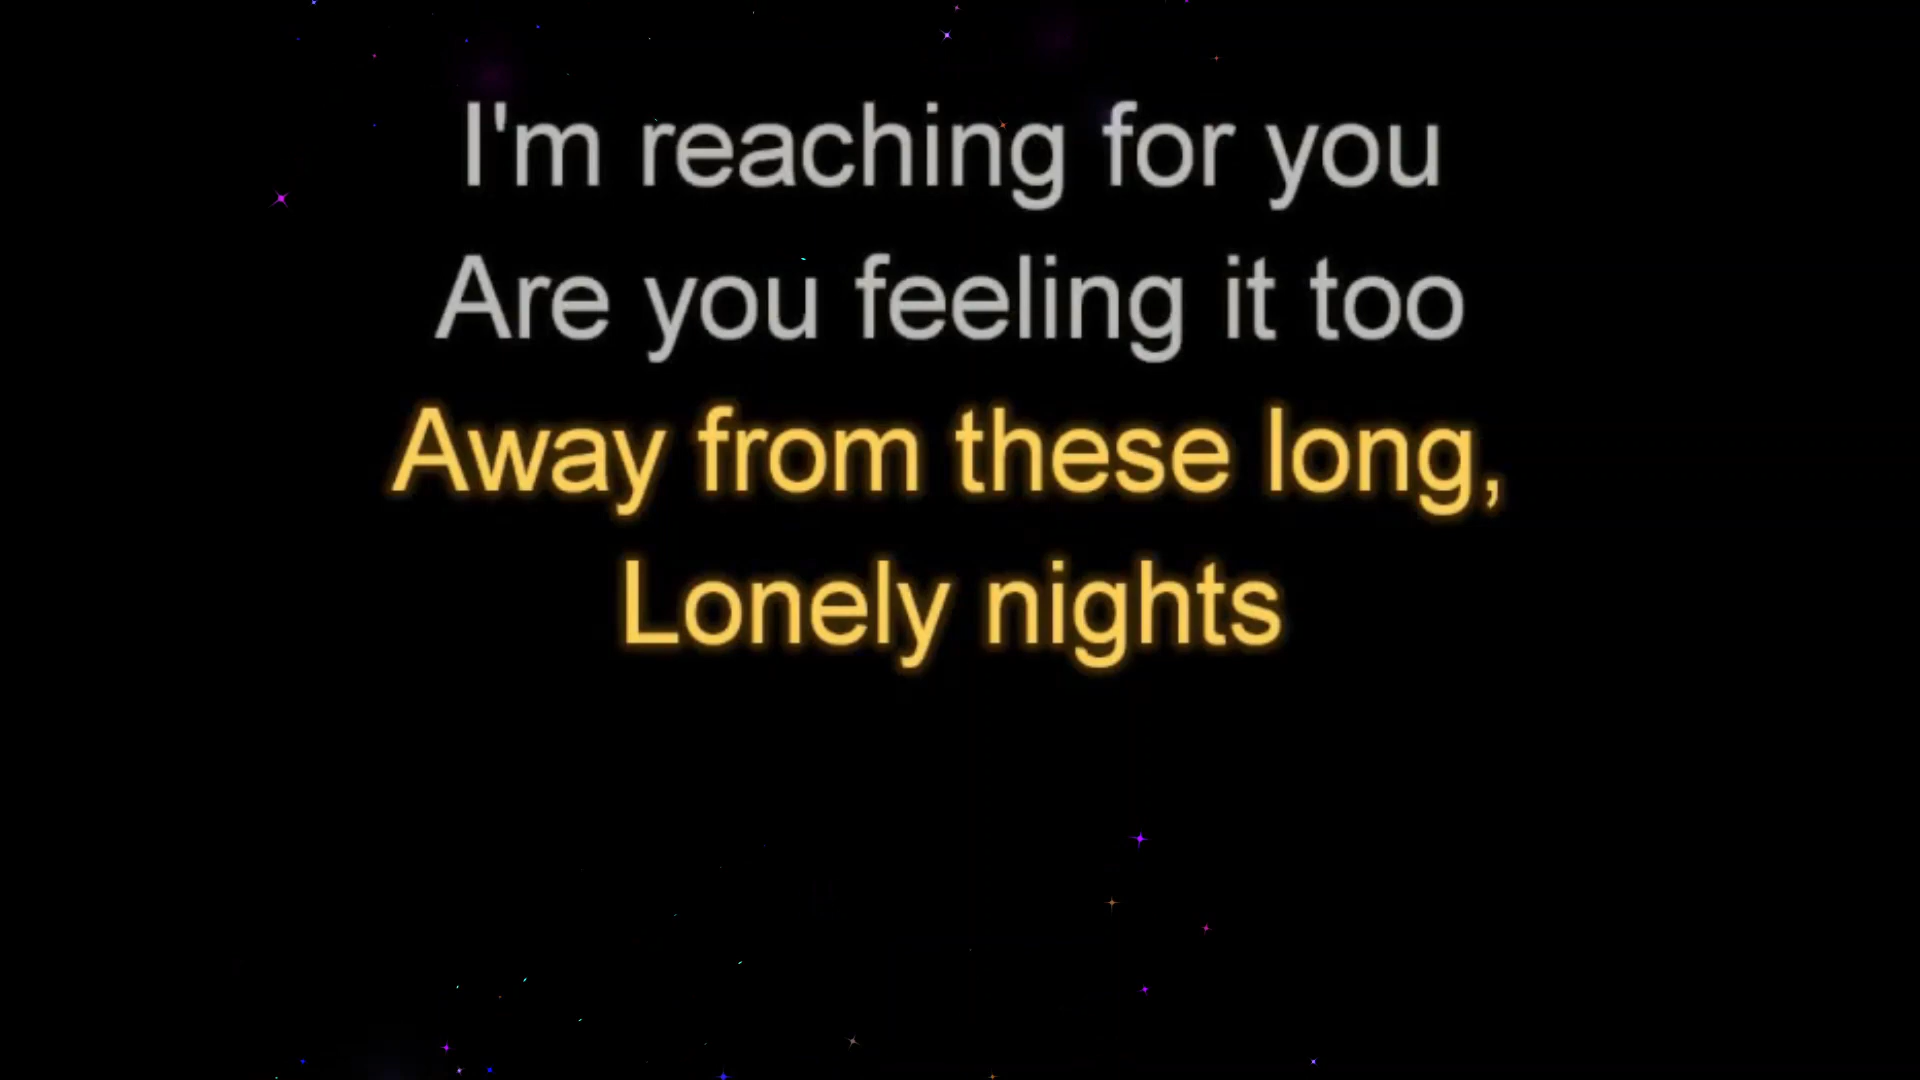 I'm reaching for you
Are you feeling it too
Away from these long,
Lonely nights